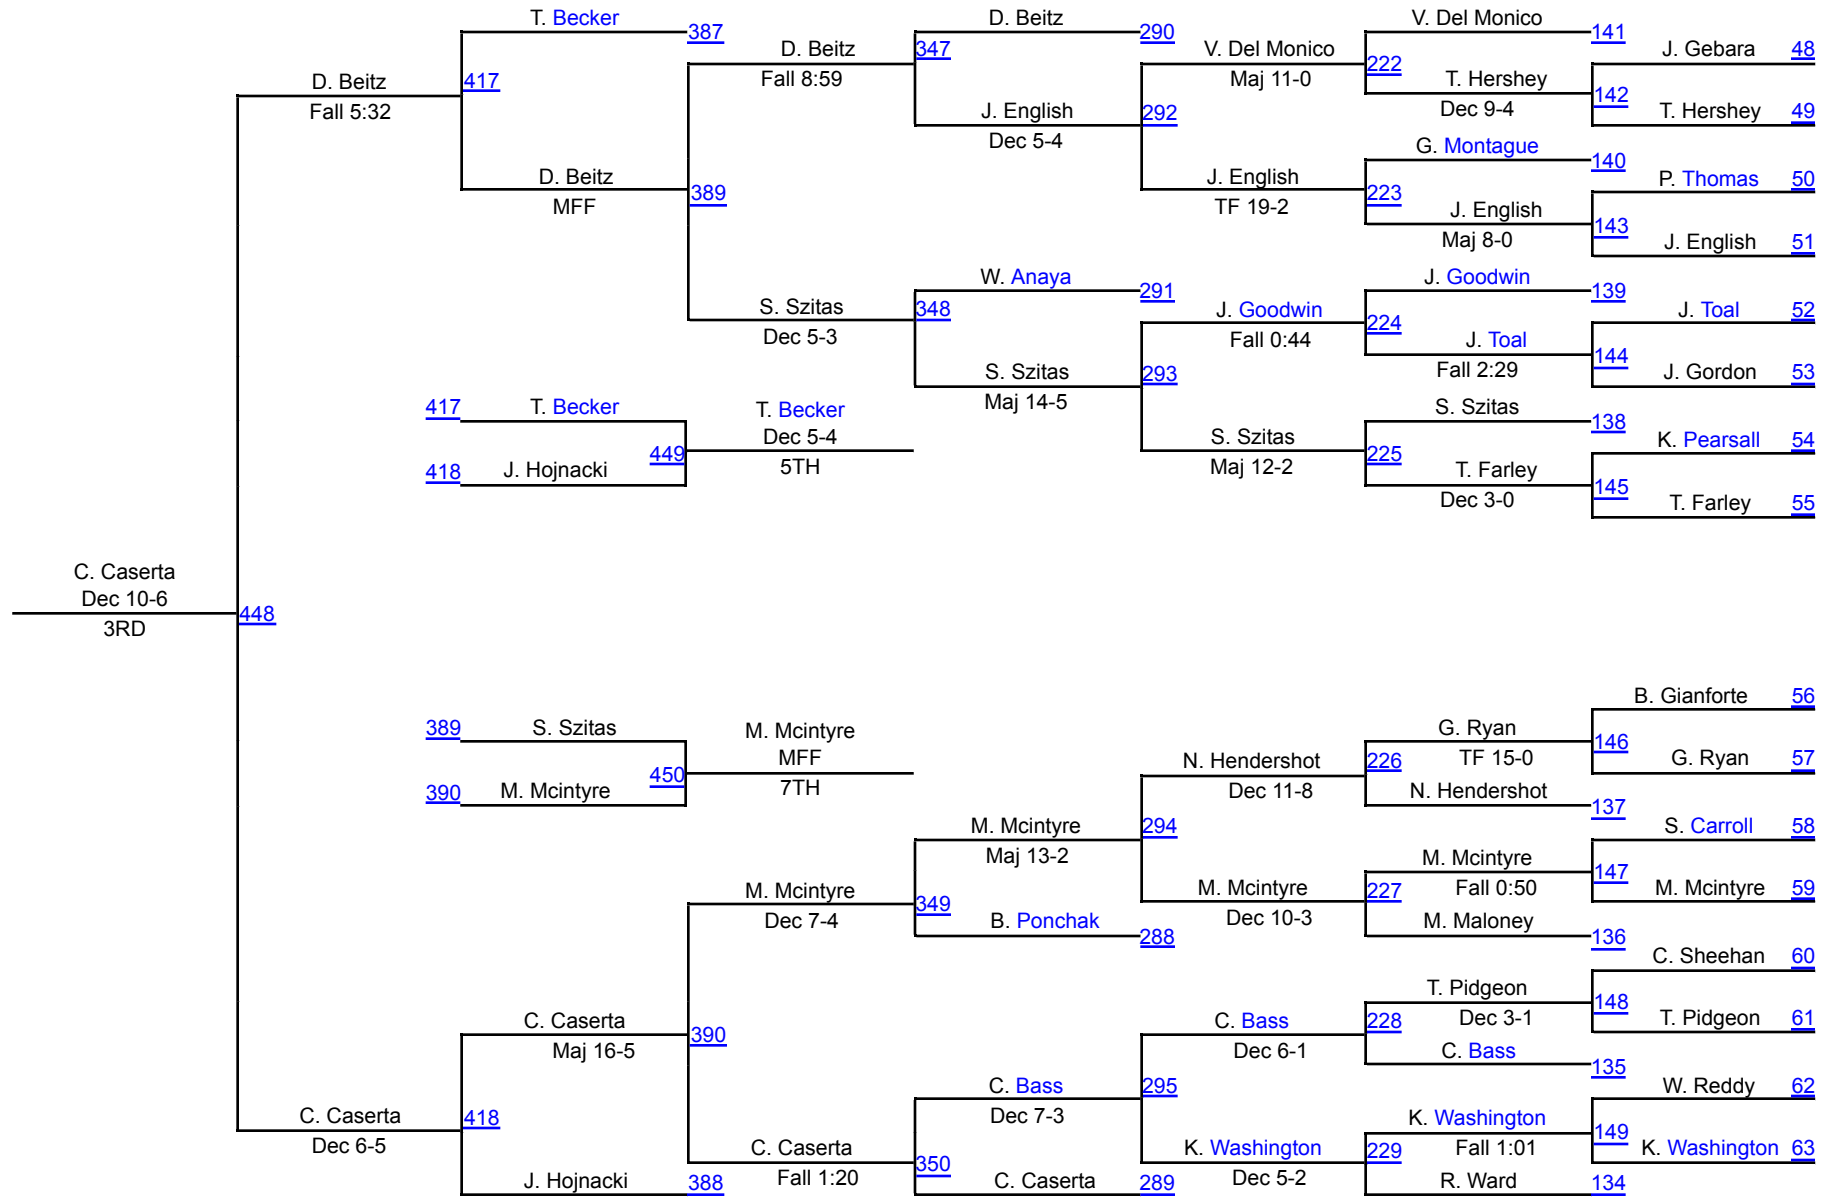 T. Becker
387
D. Beitz
290
V. Del Monico
141
J. Gebara 48
D. Beitz
Fall 8:59
347
V. Del Monico
Maj 11-0
222
T. Hershey
Dec 9-4
142
T. Hershey 49
D. Beitz
Fall 5:32
417
J. English
Dec 5-4
292
G. Montague
140
P. Thomas 50
D. Beitz
MFF
389
J. English
TF 19-2
223
J. English
Maj 8-0
143
J. English 51
W. Anaya
291
J. Goodwin
139
J. Toal 52
S. Szitas
Dec 5-3
348
J. Goodwin
Fall 0:44
224
J. Toal
Fall 2:29
144
J. Gordon 53
S. Szitas
Maj 14-5
293
417 T. Becker
T. Becker
Dec 5-4
5TH
449
418 J. Hojnacki
S. Szitas
138
K. Pearsall 54
S. Szitas
Maj 12-2
225
T. Farley
Dec 3-0
145
T. Farley 55
C. Caserta
Dec 10-6
3RD
448
B. Gianforte 56
389 S. Szitas
M. Mcintyre
MFF
7TH
450
390 M. Mcintyre
G. Ryan
TF 15-0
146
G. Ryan 57
N. Hendershot
Dec 11-8
226
N. Hendershot
137
S. Carroll 58
M. Mcintyre
Maj 13-2
294
M. Mcintyre
Fall 0:50
147
M. Mcintyre 59
M. Mcintyre
Dec 7-4
349
M. Mcintyre
Dec 10-3
227
B. Ponchak
288
M. Maloney
136
C. Sheehan 60
T. Pidgeon
Dec 3-1
148
T. Pidgeon 61
C. Caserta
Maj 16-5
390
C. Bass
Dec 6-1
228
C. Bass
135
W. Reddy 62
C. Bass
Dec 7-3
295
C. Caserta
Dec 6-5
418
K. Washington
Fall 1:01
149
K. Washington 63
C. Caserta
Fall 1:20
350
K. Washington
Dec 5-2
229
J. Hojnacki
388
C. Caserta
289
R. Ward
134